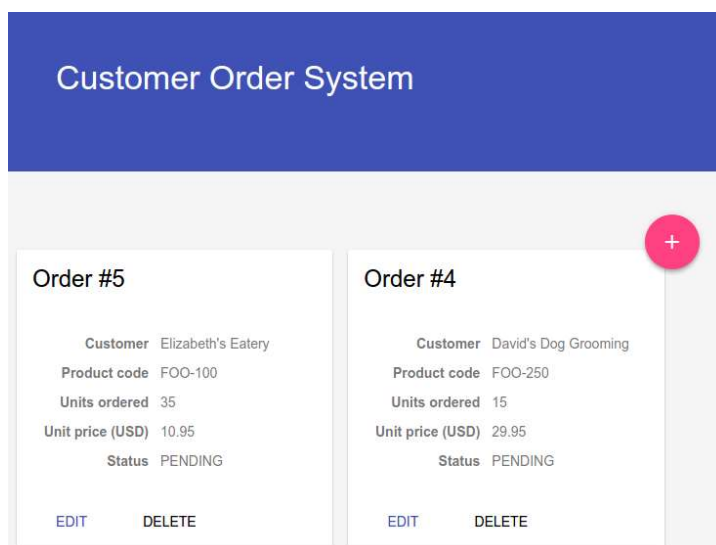 Customer Order System
+
Order #5
Customer Elizabeth's Eatery
Product code FOO-100
Units ordered 35
Unit price (USD) 10.95
Status PENDING
EDIT DELETE
Order #4
Customer David's Dog Grooming
Product code FOO-250
Units ordered 15
Unit price (USD) 29.95
Status PENDING
EDIT DELETE